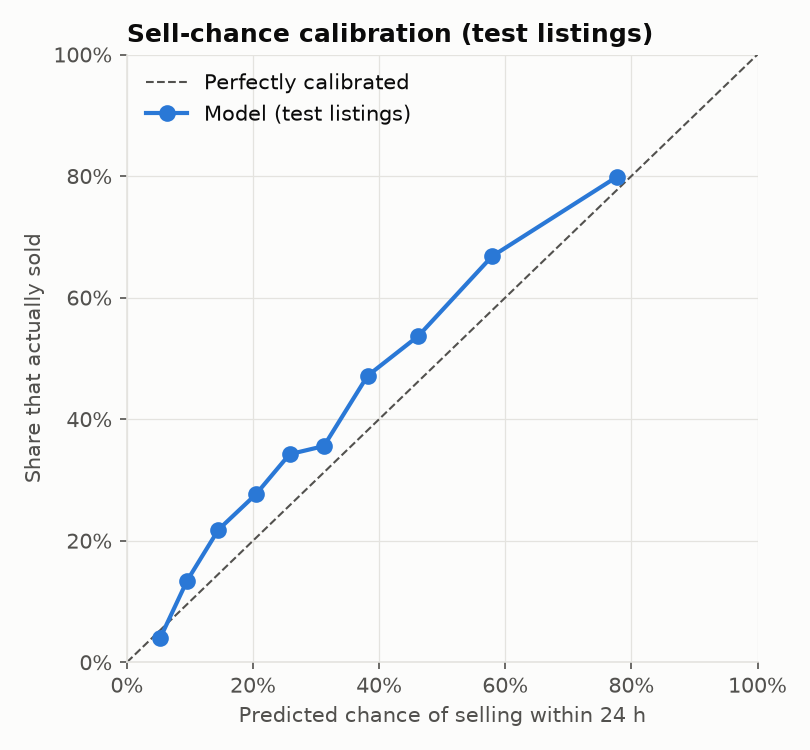 Sell-chance calibration (test listings)
Perfectly calibrated
Model (test listings)
Share that actually sold
100%
80%
60%
40%
20%
0%
0% 20% 40% 60% 80% 100%
Predicted chance of selling within 24 h